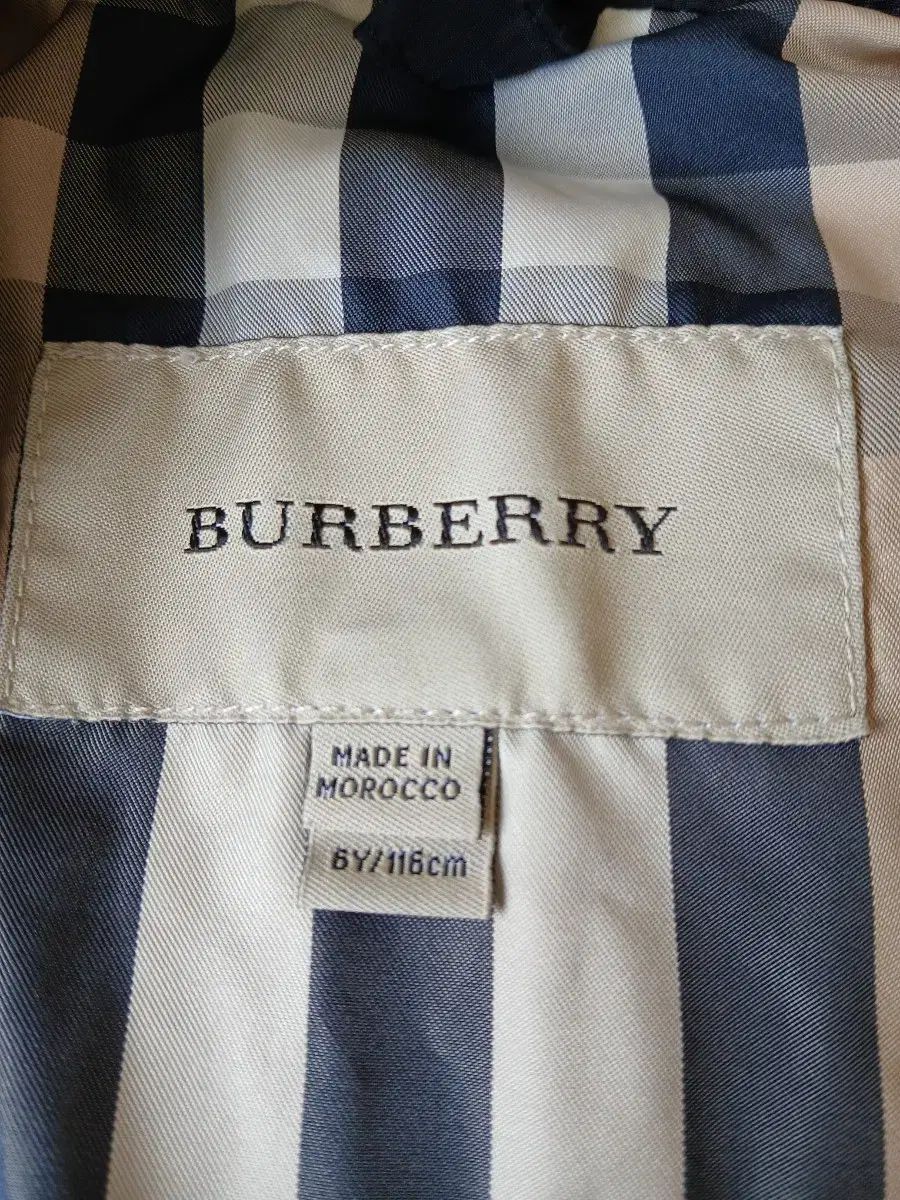 BURBERRY
MADE IN
MOROCCO
6Y/116cm